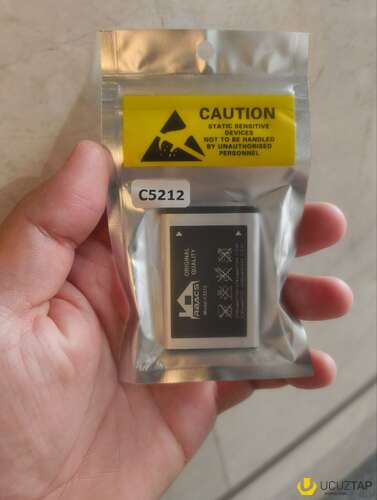 CAUTION
STATIC SENSITIVE
DEVICES
NOT TO BE HANDLED
BY UNAUTHORISED
PERSONNEL
C5212
ORIGINAL
QUALITY
UCUZTAP